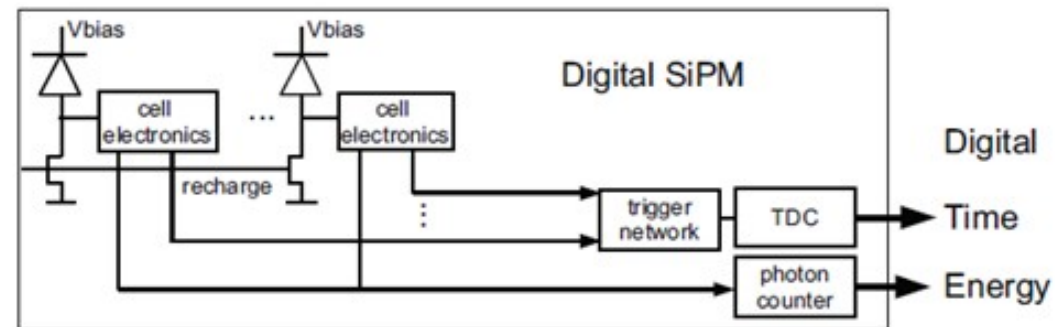 Vbias
Vbias
Digital SiPM
cell
electronics
...
cell
electronics
Digital
recharge
trigger
network
TDC
Time
photon
counter
Energy